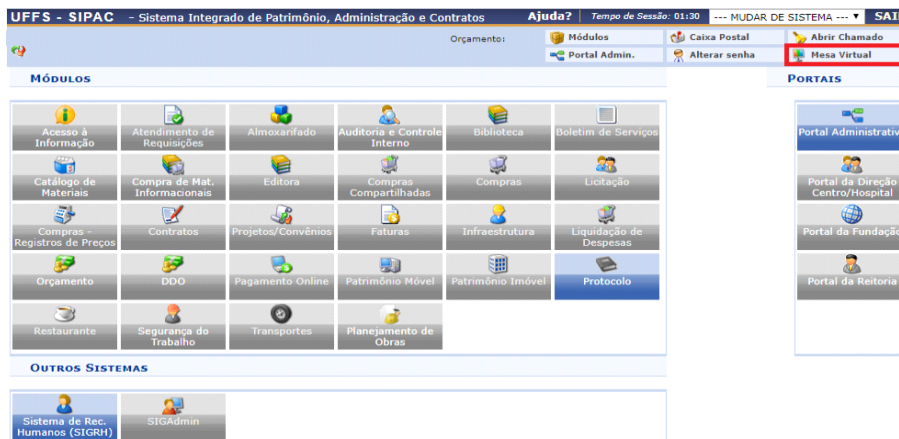 UFFS - SIPAC - Sistema Integrado de Patrimônio, Administração e Contratos Ajuda? Tempo de Sessão: 01:30 --- MUDAR DE SISTEMA --- SAI
Orçamento: Módulos Caixa Postal Abrir Chamado
Portal Admin. Alterar senha Mesa Virtual
MÓDULOS
PORTAIS
Acesso à
Informação
Atendimento de
Requisições
Almoxarifado
Auditoria e Controle
Interno
Biblioteca
Boletim de Serviços
Portal Administrativ
Catálogo de
Materiais
Compra de Mat.
Informacionais
Editora
Compras
Compartilhadas
Compras
Licitação
Portal da Direção
Centro/Hospital
Compras -
Registros de Preços
Contratos
Projetos/Convênios
Faturas
Infraestrutura
Liquidação de
Despesas
Portal da Fundação
Orçamento
DDO
Pagamento Online
Patrimônio Móvel
Patrimônio Imóvel
Protocolo
Portal da Reitoria
Restaurante
Segurança do
Trabalho
Transportes
Planejamento de
Obras
OUTROS SISTEMAS
Sistema de Rec.
Humanos (SIGRH)
SIGAdmin